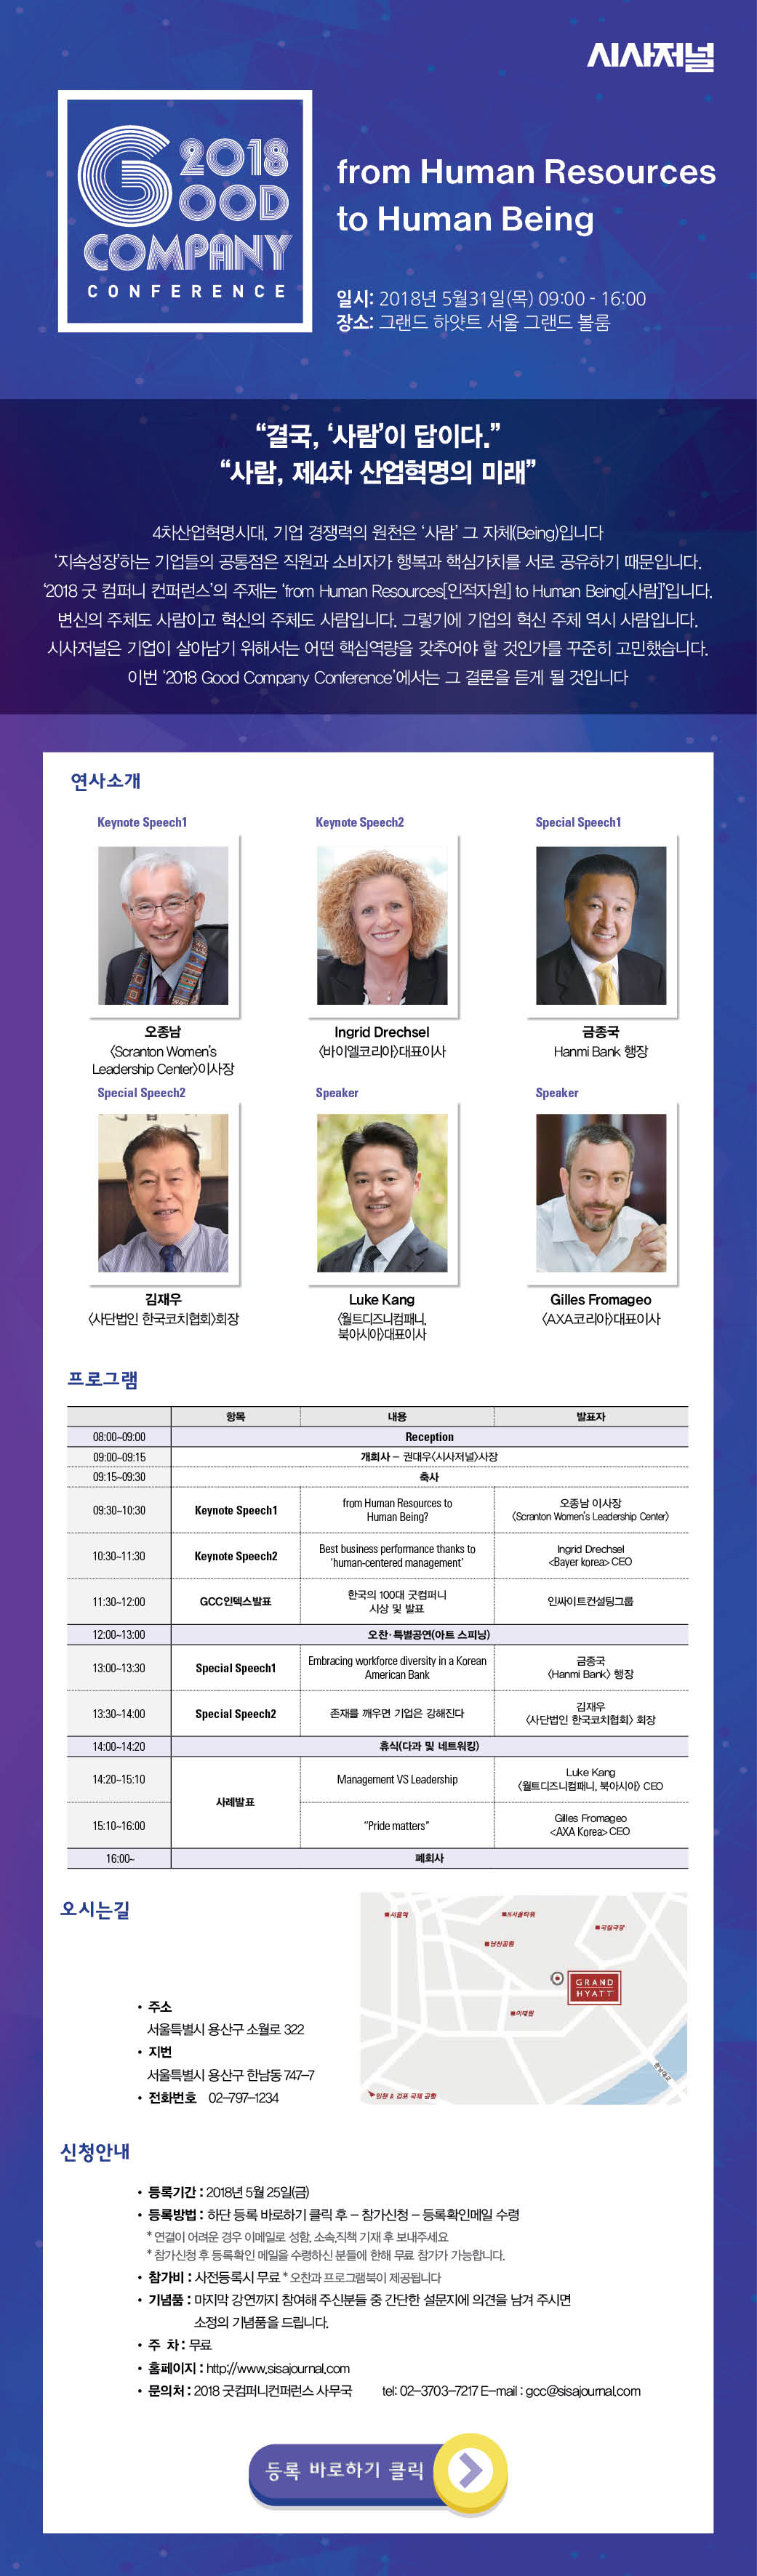 시사저널
2018
GOOD
COMPANY
CONFERENCE
from Human Resources
to Human Being
일시: 2018년 5월31일(목) 09:00 - 16:00
장소: 그랜드 하얏트 서울 그랜드 볼룸
“결국, ‘사람’이 답이다.”
“사람, 제4차 산업혁명의 미래”
4차산업혁명시대, 기업 경쟁력의 원천은 ‘사람’ 그 자체(Being)입니다
‘지속성장’하는 기업들의 공통점은 직원과 소비자가 행복과 핵심가치를 서로 공유하기 때문입니다.
‘2018 굿 컴퍼니 컨퍼런스’의 주제는 ‘from Human Resources[인적자원] to Human Being[사람]’입니다.
변신의 주체도 사람이고 혁신의 주체도 사람입니다. 그렇기에 기업의 혁신 주체 역시 사람입니다.
시사저널은 기업이 살아남기 위해서는 어떤 핵심역량을 갖추어야 할 것인가를 꾸준히 고민했습니다.
이번 ‘2018 Good Company Conference’에서는 그 결론을 듣게 될 것입니다
연사소개
Keynote Speech1
Keynote Speech2
Special Speech1
오종남
〈Scranton Women's
Leadership Center〉이사장
Ingrid Drechsel
〈바이엘코리아〉대표이사
금종국
Hanmi Bank 행장
Special Speech2
Speaker
Speaker
김재우
〈사단법인 한국코치협회〉회장
Luke Kang
〈월트디즈니컴패니,
북아시아〉대표이사
Gilles Fromageo
〈AXA코리아〉대표이사
프로그램
항목 내용 발표자
08:00~09:00 Reception
09:00~09:15 개회사 – 권대우〈시사저널〉사장
09:15~09:30 축사
09:30~10:30 Keynote Speech1 from Human Resources to
Human Being? 오종남 이사장
〈Scranton Women's Leadership Center〉
10:30~11:30 Keynote Speech2 Best business performance thanks to
‘human-centered management’ Ingrid Drechsel
<Bayer korea> CEO
11:30~12:00 GCC인덱스발표 한국의 100대 굿컴퍼니
시상 및 발표 인싸이트컨설팅그룹
12:00~13:00 오찬·특별공연(아트 스피닝)
13:00~13:30 Special Speech1 Embracing workforce diversity in a Korean
American Bank 금종국
〈Hanmi Bank〉 행장
13:30~14:00 Special Speech2 존재를 깨우면 기업은 강해진다 김재우
〈사단법인 한국코치협회〉 회장
14:00~14:20 휴식(다과 및 네트워킹)
14:20~15:10 사례발표 Management VS Leadership Luke Kang
〈월트디즈니컴패니, 북아시아〉 CEO
15:10~16:00 “Pride matters” Gilles Fromageo
<AXA Korea> CEO
16:00~ 폐회사
오시는길
서울역
N서울타워
국립극장
남산공원
GRAND
HYATT
이태원
한남대교
인천 & 김포 국제 공항
• 주소
서울특별시 용산구 소월로 322
• 지번
서울특별시 용산구 한남동 747–7
• 전화번호 02–797–1234
신청안내
• 등록기간 : 2018년 5월 25일(금)
• 등록방법 : 하단 등록 바로하기 클릭 후 – 참가신청 – 등록확인메일 수령
* 연결이 어려운 경우 이메일로 성함, 소속,직책 기재 후 보내주세요
* 참가신청 후 등록확인 메일을 수령하신 분들에 한해 무료 참가가 가능합니다.
• 참가비 : 사전등록시 무료 * 오찬과 프로그램북이 제공됩니다
• 기념품 : 마지막 강연까지 참여해 주신분들 중 간단한 설문지에 의견을 남겨 주시면
소정의 기념품을 드립니다.
• 주 차 : 무료
• 홈페이지 : http://www.sisajournal.com
• 문의처 : 2018 굿컴퍼니컨퍼런스 사무국 tel: 02–3703–7217 E–mail : gcc@sisajournal.com
등록 바로하기 클릭